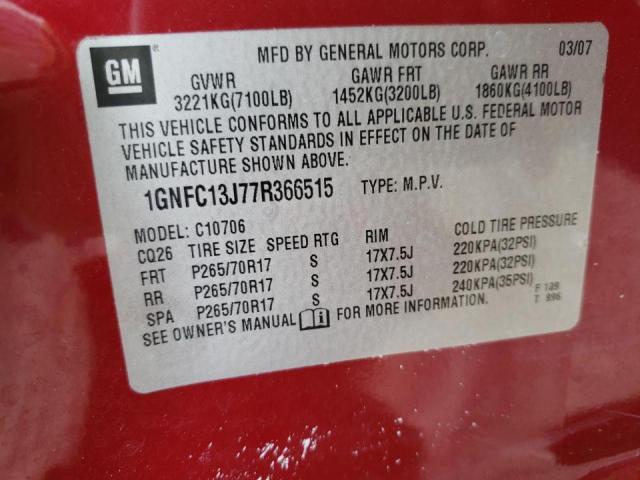 GM
MFD BY GENERAL MOTORS CORP. 03/07
GVWR GAWR FRT GAWR RR
3221KG(7100LB) 1452KG(3200LB) 1860KG(4100LB)
THIS VEHICLE CONFORMS TO ALL APPLICABLE U.S. FEDERAL MOTOR
VEHICLE SAFETY STANDARDS IN EFFECT ON THE DATE OF
MANUFACTURE SHOWN ABOVE.
1GNFC13J77R366515 TYPE: M.P.V.
MODEL: C10706
CQ26 TIRE SIZE SPEED RTG RIM COLD TIRE PRESSURE
FRT P265/70R17 S 17X7.5J 220KPA(32PSI)
RR P265/70R17 S 17X7.5J 220KPA(32PSI)
SPA P265/70R17 S 17X7.5J 240KPA(35PSI)
SEE OWNER'S MANUAL FOR MORE INFORMATION.